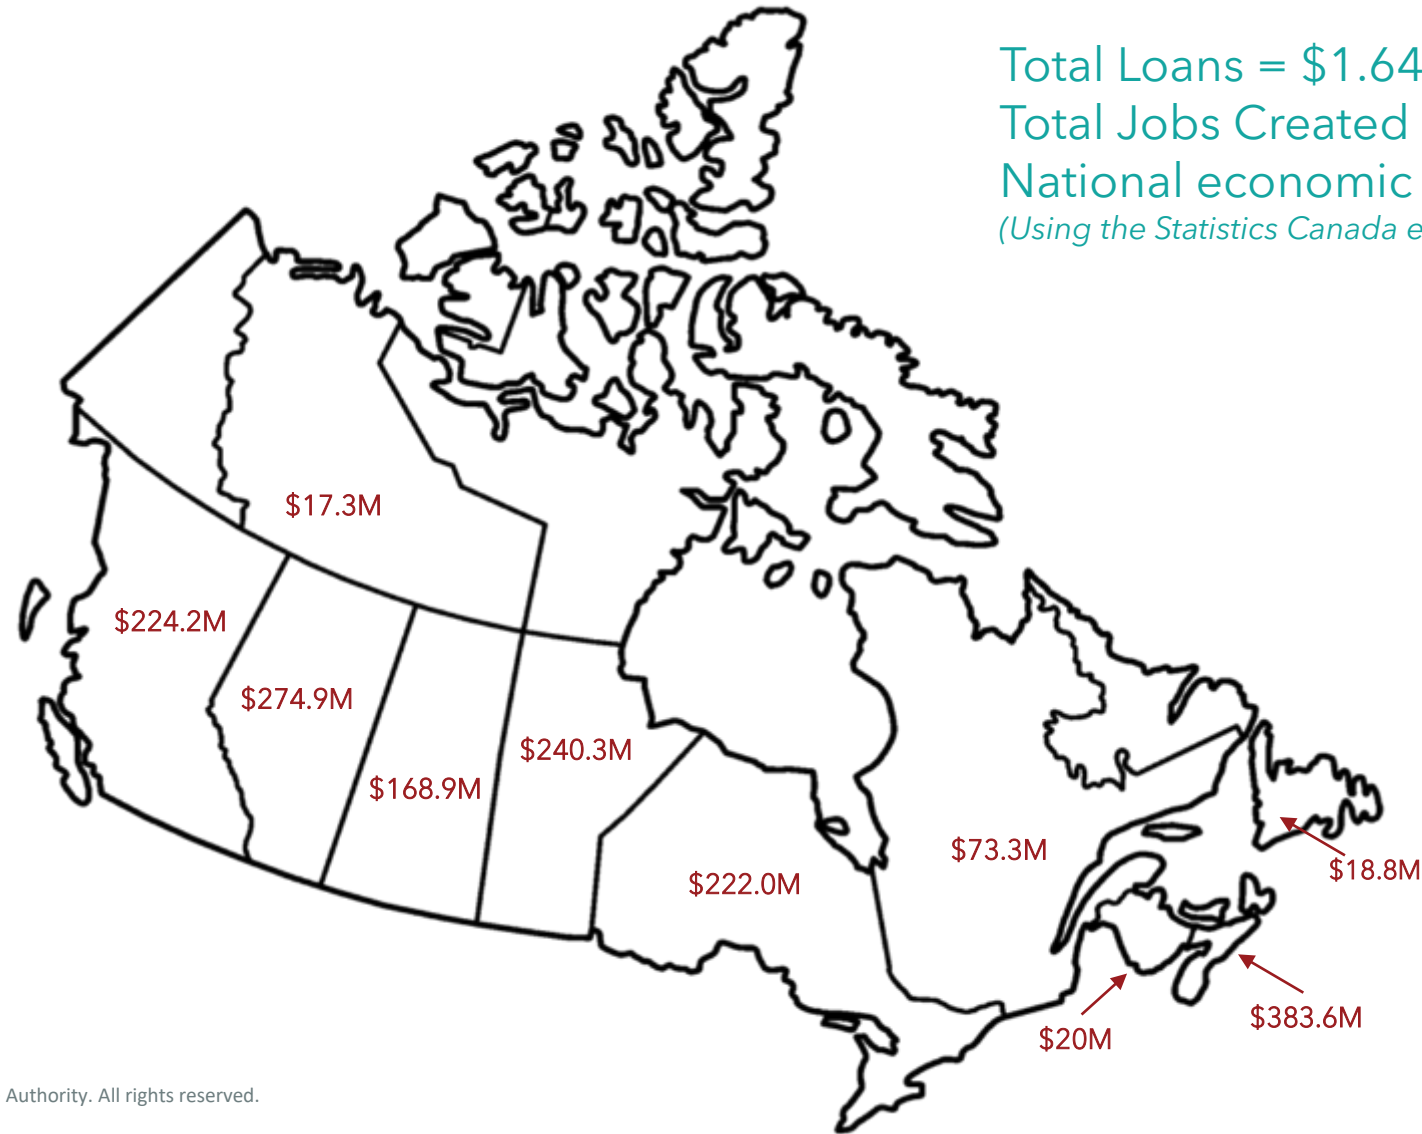 Total Loans = $1.64
Total Jobs Created
National economic
(Using the Statistics Canada e
$17.3M
$224.2M
$274.9M
$240.3M
$168.9M
$73.3M
$222.0M
$18.8M
$383.6M
$20M
Authority. All rights reserved.